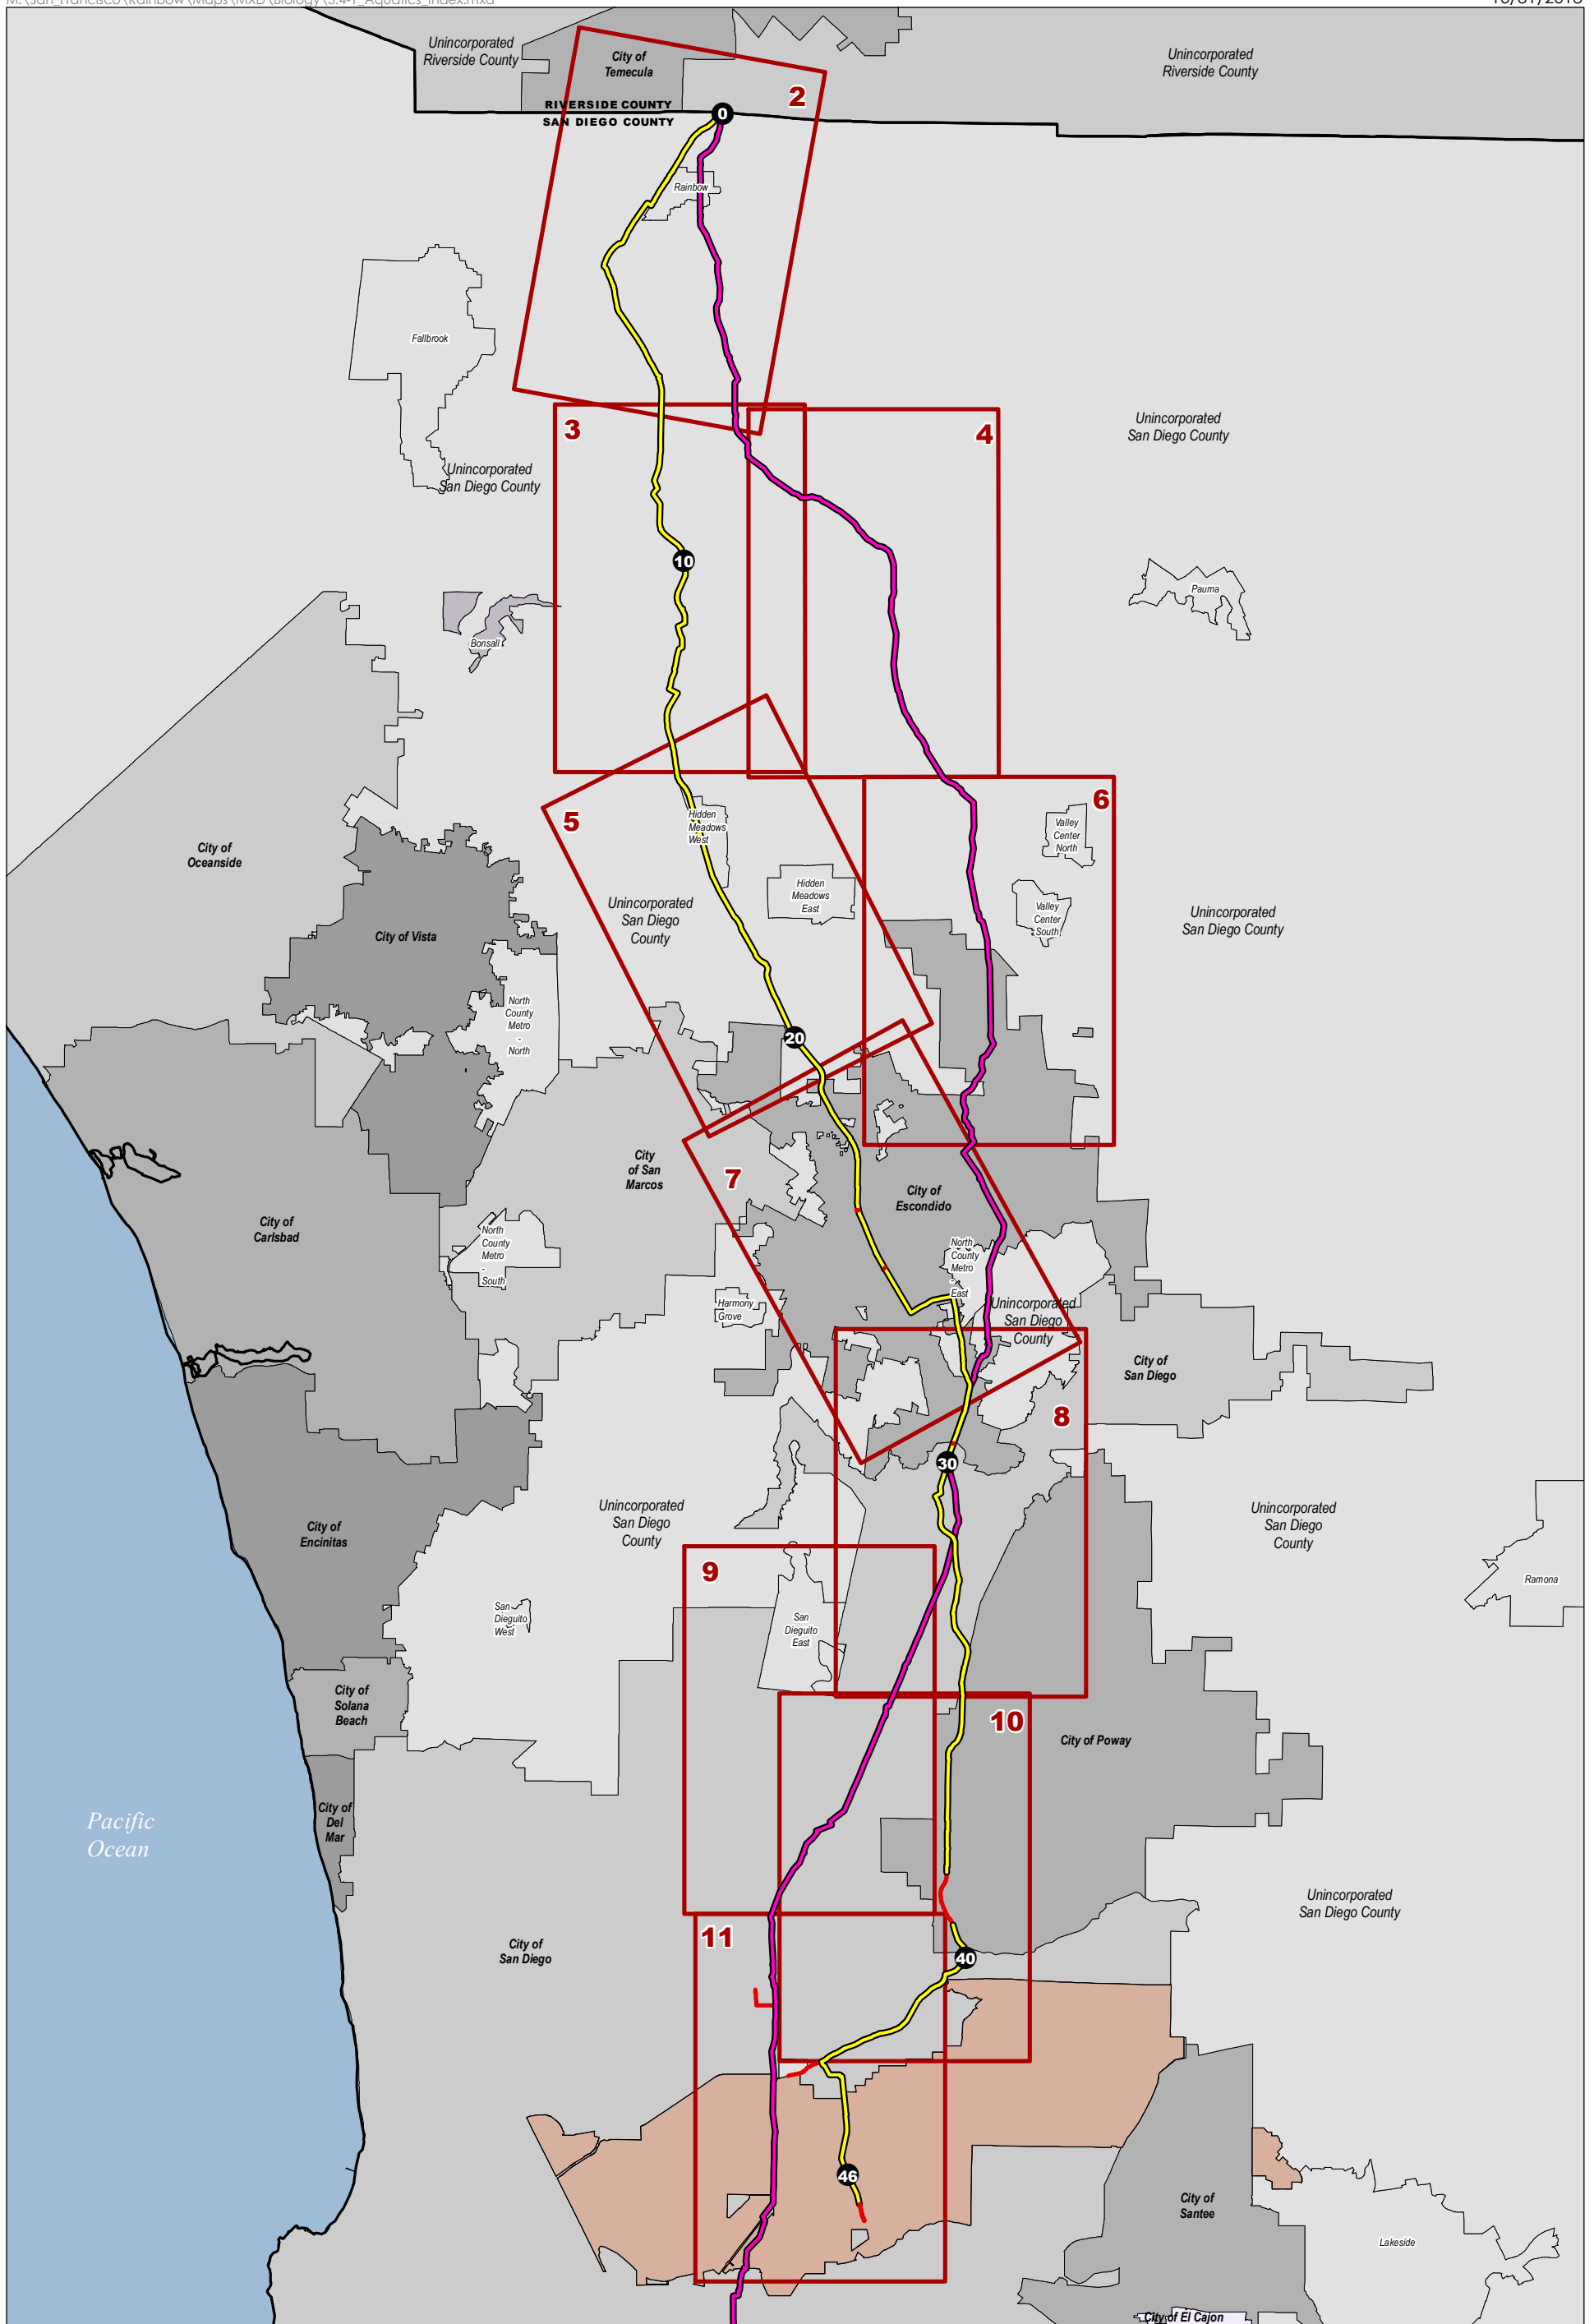 Unincorporated
Riverside County
City of
Temecula
Unincorporated
Riverside County
2
RIVERSIDE COUNTY
SAN DIEGO COUNTY
0
Rainbow
Fallbrook
3
4
Unincorporated
San Diego County
Unincorporated
San Diego County
10
Pauma
Bonsall
5
6
Hidden
Meadows
West
Valley
Center
North
City of
Oceanside
Hidden
Meadows
East
Unincorporated
San Diego
County
Valley
Center
South
Unincorporated
San Diego County
City of Vista
North
County
Metro
-
North
20
City
of San
Marcos
7
City of
Escondido
City of
Carlsbad
North
County
Metro
-
South
North
County
Metro
-
East
Harmony
Grove
Unincorporated
San Diego
County
City of
San Diego
8
30
Unincorporated
San Diego
County
Unincorporated
San Diego
County
City of
Encinitas
9
Ramona
San
Dieguito
West
San
Dieguito
East
City of
Solana
Beach
10
City of Poway
City of
Del
Mar
Pacific
Ocean
Unincorporated
San Diego County
11
City of
San Diego
40
46
City of
Santee
Lakeside
City of El Cajon